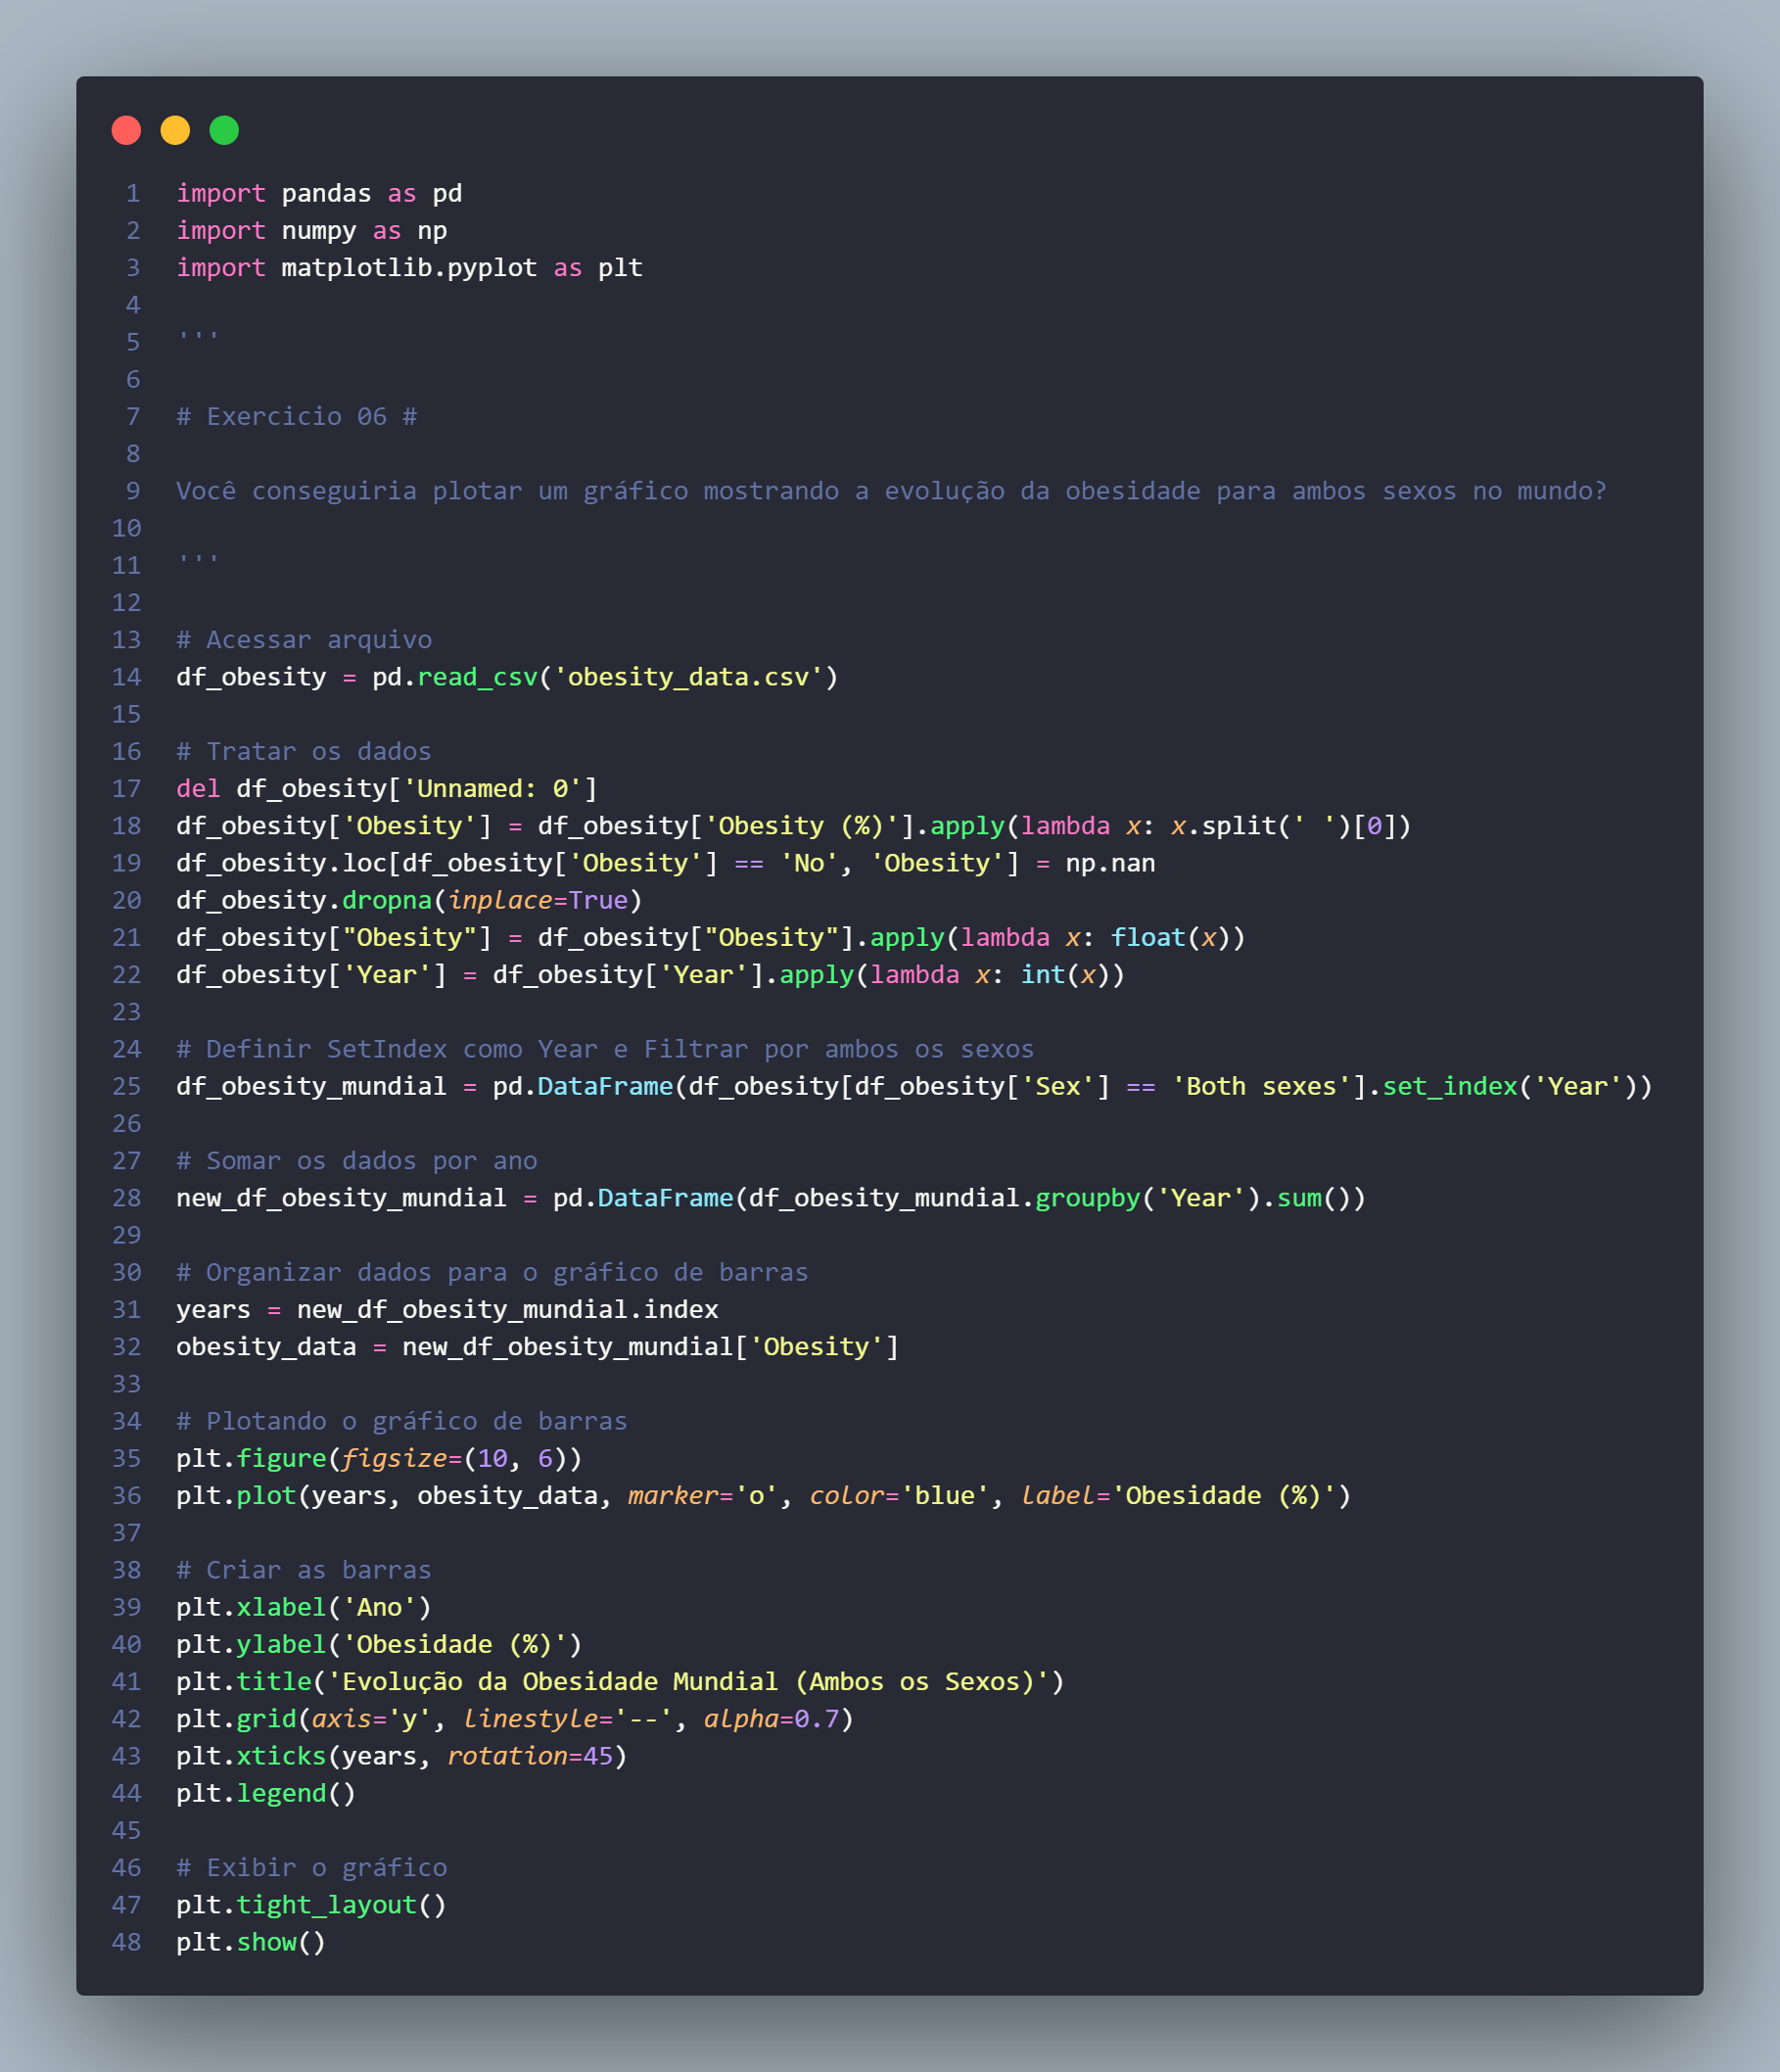 1 import pandas as pd
2 import numpy as np
3 import matplotlib.pyplot as plt
4
5 '''
6
7 # Exercicio 06 #
8
9 Você conseguiria plotar um gráfico mostrando a evolução da obesidade para ambos sexos no mundo?
10
11 '''
12
13 # Acessar arquivo
14 df_obesity = pd.read_csv('obesity_data.csv')
15
16 # Tratar os dados
17 del df_obesity['Unnamed: 0']
18 df_obesity['Obesity'] = df_obesity['Obesity (%)'].apply(lambda x: x.split(' ')[0])
19 df_obesity.loc[df_obesity['Obesity'] == 'No', 'Obesity'] = np.nan
20 df_obesity.dropna(inplace=True)
21 df_obesity["Obesity"] = df_obesity["Obesity"].apply(lambda x: float(x))
22 df_obesity['Year'] = df_obesity['Year'].apply(lambda x: int(x))
23
24 # Definir SetIndex como Year e Filtrar por ambos os sexos
25 df_obesity_mundial = pd.DataFrame(df_obesity[df_obesity['Sex'] == 'Both sexes'].set_index('Year'))
26
27 # Somar os dados por ano
28 new_df_obesity_mundial = pd.DataFrame(df_obesity_mundial.groupby('Year').sum())
29
30 # Organizar dados para o gráfico de barras
31 years = new_df_obesity_mundial.index
32 obesity_data = new_df_obesity_mundial['Obesity']
33
34 # Plotando o gráfico de barras
35 plt.figure(figsize=(10, 6))
36 plt.plot(years, obesity_data, marker='o', color='blue', label='Obesidade (%)')
37
38 # Criar as barras
39 plt.xlabel('Ano')
40 plt.ylabel('Obesidade (%)')
41 plt.title('Evolução da Obesidade Mundial (Ambos os Sexos)')
42 plt.grid(axis='y', linestyle='--', alpha=0.7)
43 plt.xticks(years, rotation=45)
44 plt.legend()
45
46 # Exibir o gráfico
47 plt.tight_layout()
48 plt.show()